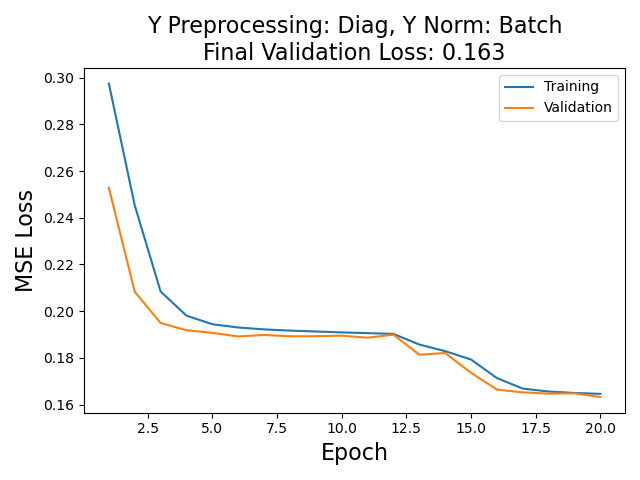 Y Preprocessing: Diag, Y Norm: Batch
Final Validation Loss: 0.163
Training
Validation
MSE Loss
0.30
0.28
0.26
0.24
0.22
0.20
0.18
0.16
2.5
5.0
7.5
10.0
12.5
15.0
17.5
20.0
Epoch